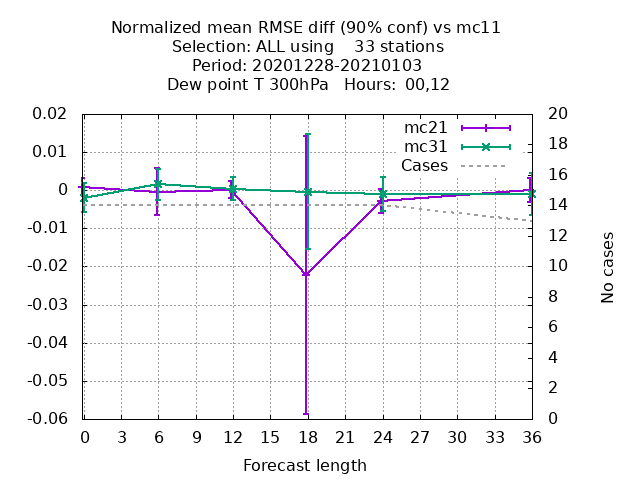 Normalized mean RMSE diff (90% conf) vs mc11
Selection: ALL using    33 stations
Period: 20201228-20210103
Dew point T 300hPa   Hours: 00,12
mc21
mc31
Cases
0.02
0.01
0
-0.01
-0.02
-0.03
-0.04
-0.05
-0.06
20
18
16
14
12
10
8
6
4
2
0
No cases
0 3 6 9 12 15 18 21 24 27 30 33 36
Forecast length